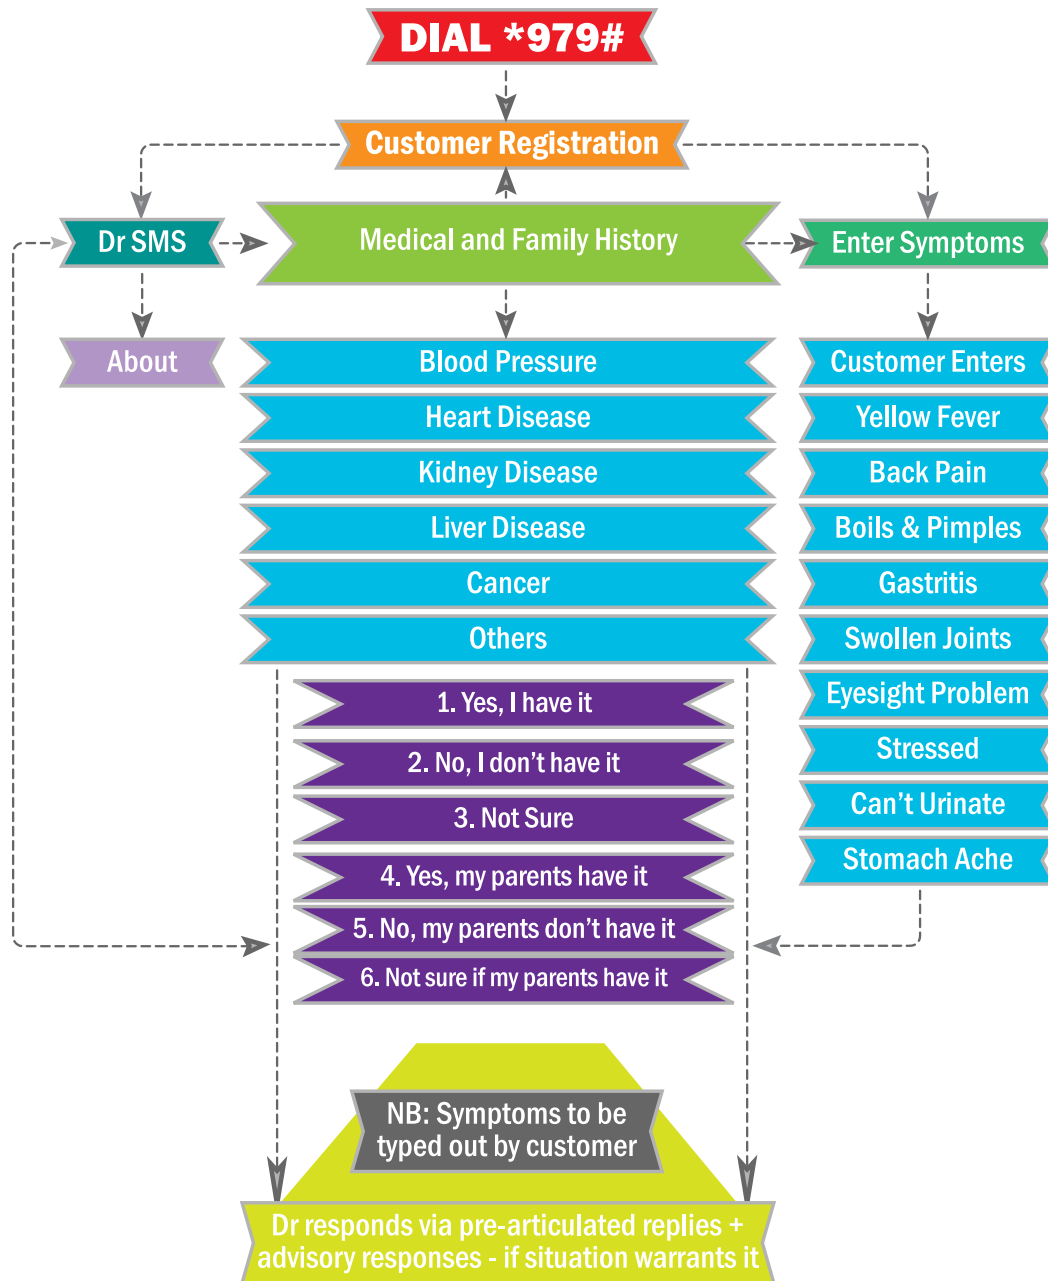 DIAL *979#
Customer Registration
Dr SMS
Medical and Family History
Enter Symptoms
About
Blood Pressure
Heart Disease
Kidney Disease
Liver Disease
Cancer
Others
1. Yes, I have it
2. No, I don't have it
3. Not Sure
4. Yes, my parents have it
5. No, my parents don't have it
6. Not sure if my parents have it
Customer Enters
Yellow Fever
Back Pain
Boils & Pimples
Gastritis
Swollen Joints
Eyesight Problem
Stressed
Can't Urinate
Stomach Ache
NB: Symptoms to be
typed out by customer
Dr responds via pre-articulated replies +
advisory responses - if situation warrants it